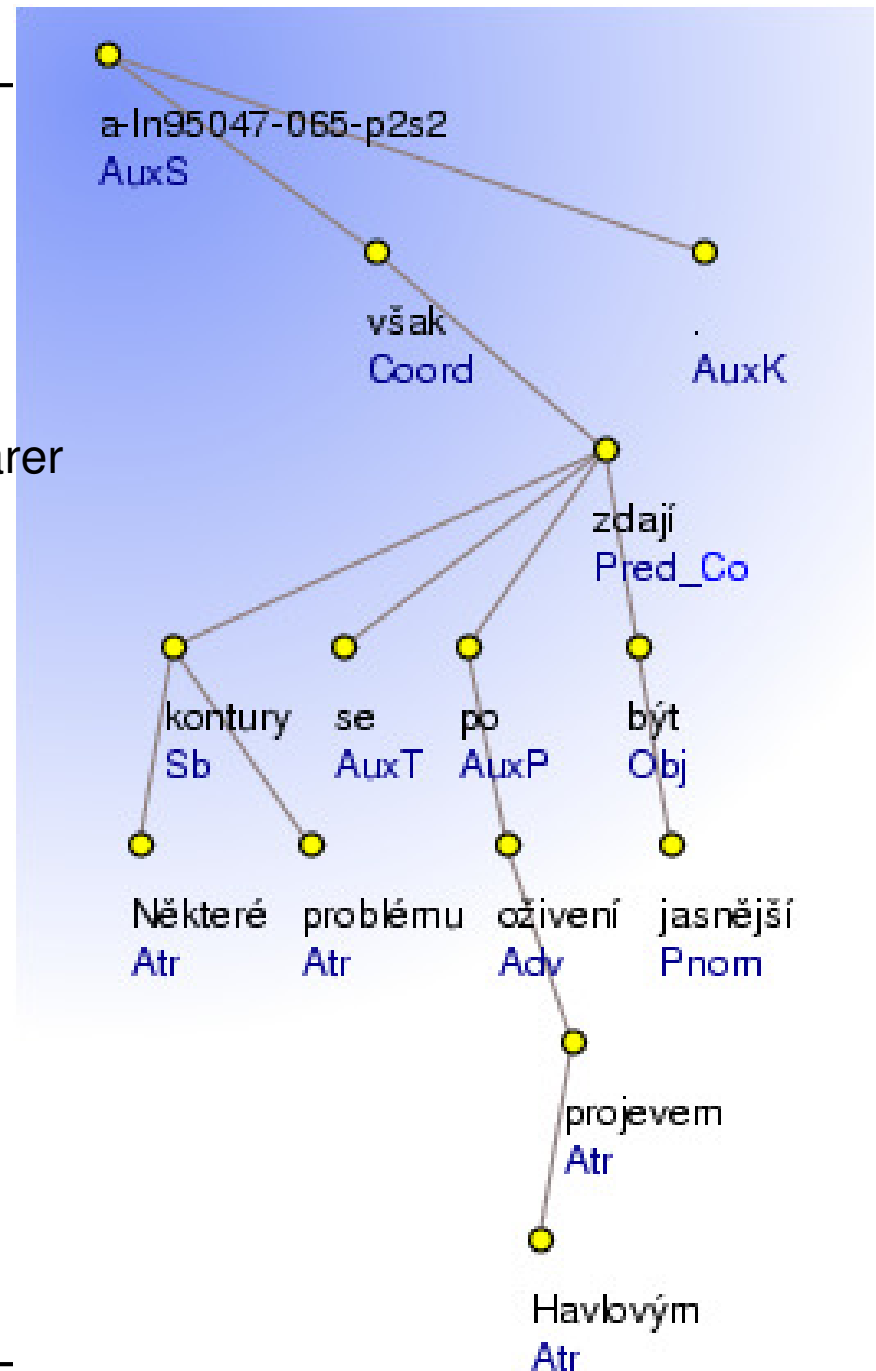 a-ln95047-065-p2s2
AuxS
však .
Coord AuxK
arer
zdají
Pred_Co
kontury se po být
Sb AuxT AuxP Obj
Některé problému oživení jasnější
Atr Atr Adv Pnom
projevem
Atr
Havlovým
Atr